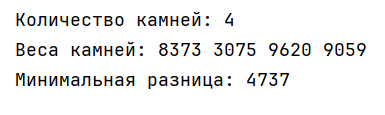 Количество камней: 4
Веса камней: 8373 3075 9620 9059
Минимальная разница: 4737